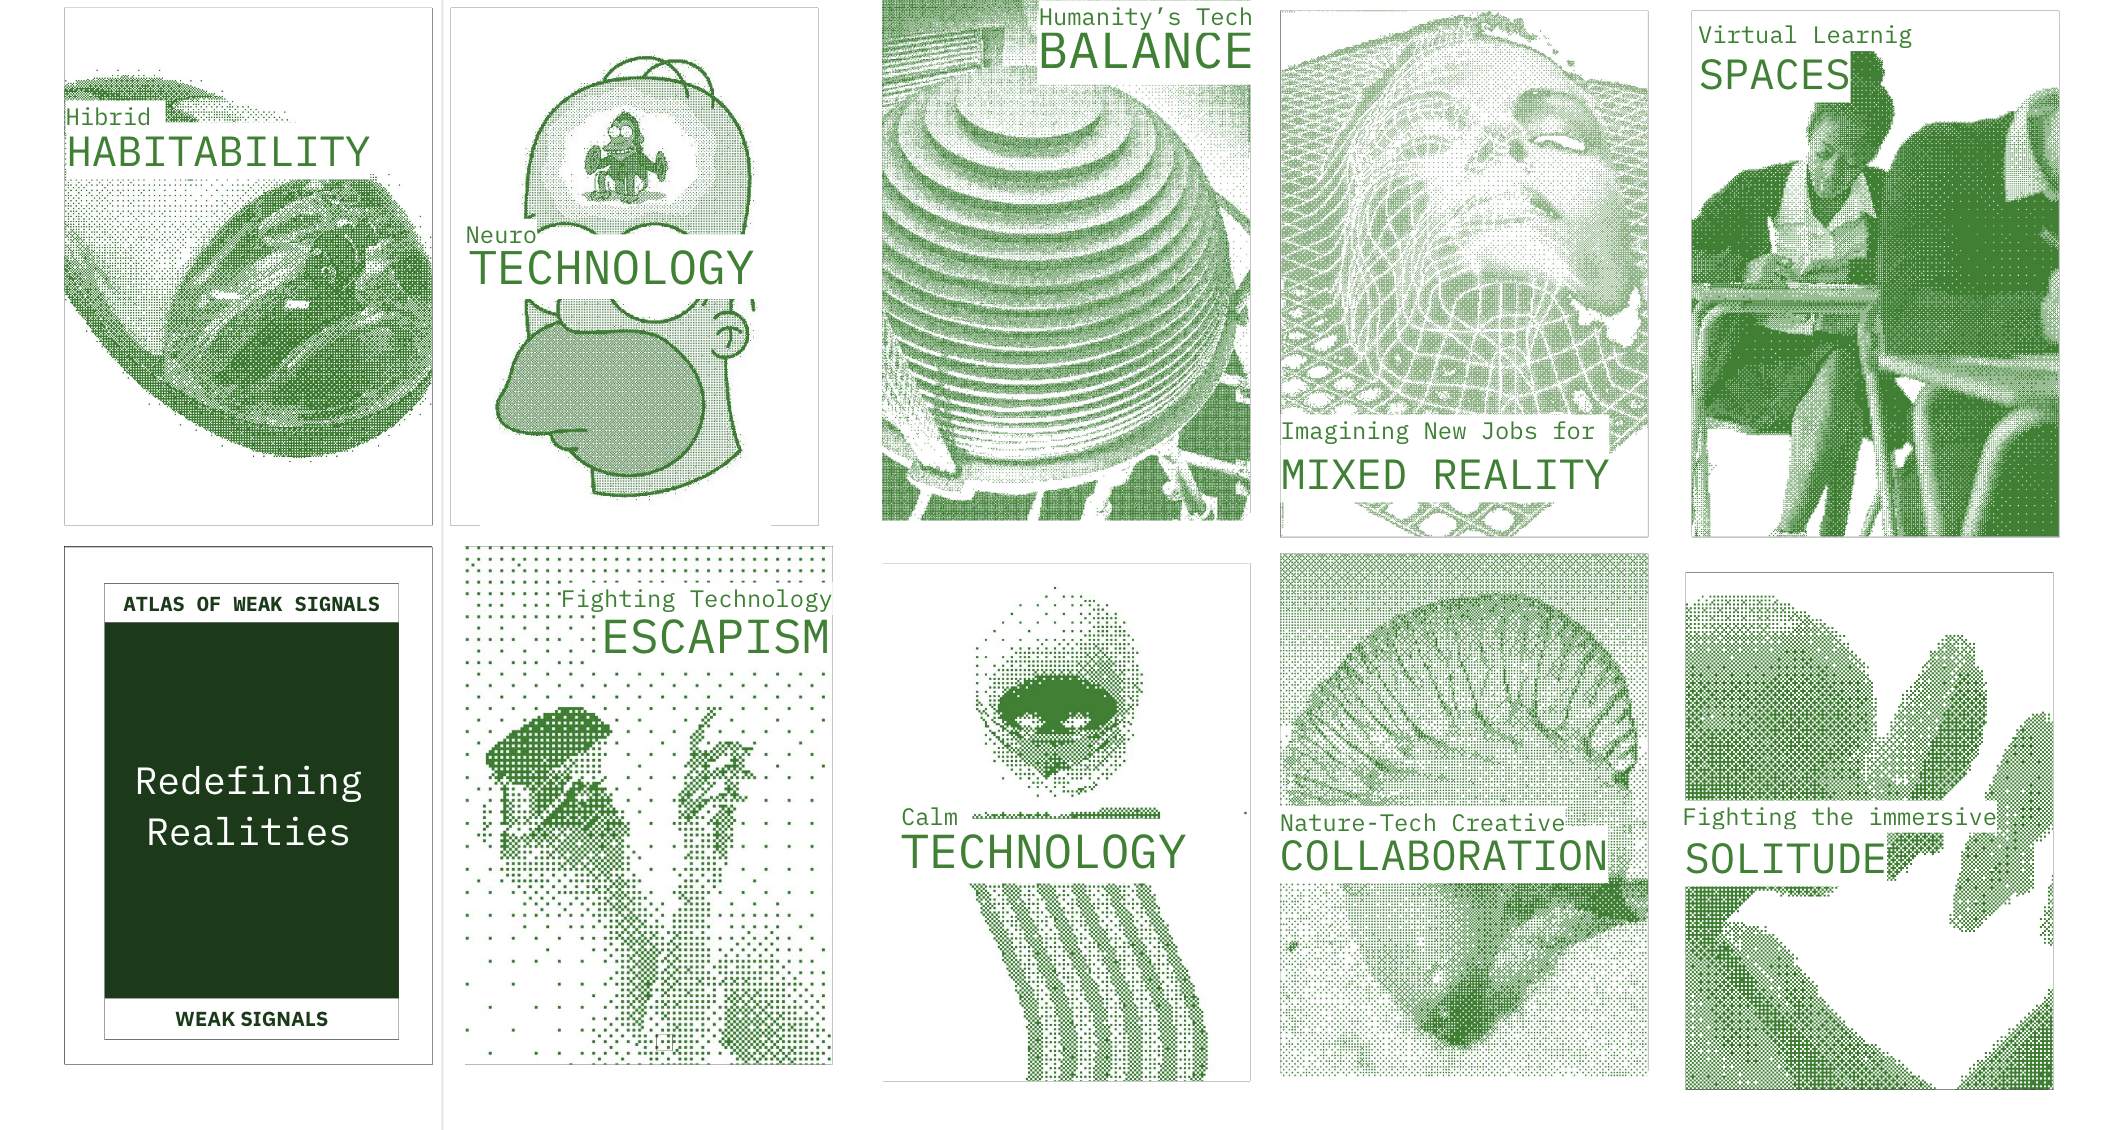 Hibrid
HABITABILITY
Neuro
TECHNOLOGY
Humanity's Tech
BALANCE
Imagining New Jobs for
MIXED REALITY
Virtual Learnig
SPACES
ATLAS OF WEAK SIGNALS
Redefining
Realities
WEAK SIGNALS
Fighting Technology
ESCAPISM
Calm
TECHNOLOGY
Nature-Tech Creative
COLLABORATION
Fighting the immersive
SOLITUDE